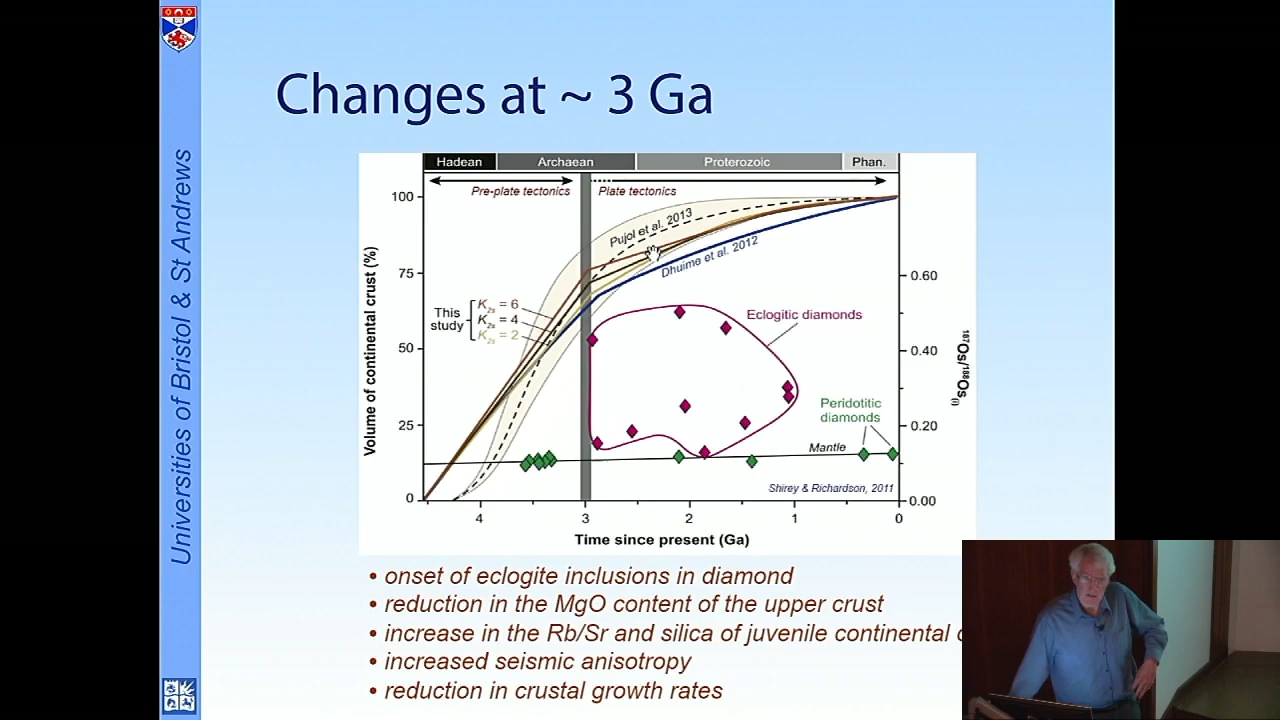 Changes at ~ 3 Ga
Universities of Bristol & St Andrews
Hadean
Archaean
Proterozoic
Phan.
Pre-plate tectonics
Plate tectonics
100
75
50
25
0
Volume of continental crust (%)
Pujol et al. 2013
Dhuime et al. 2012
This
study
K2s = 6
K2s = 4
K2s = 2
Eclogitic diamonds
Peridotitic
diamonds
Mantle
Shirey & Richardson, 2011
0.60
0.40
0.20
0.00
187Os/188Os(i)
4
3
2
1
0
Time since present (Ga)
• onset of eclogite inclusions in diamond
• reduction in the MgO content of the upper crust
• increase in the Rb/Sr and silica of juvenile continental
• increased seismic anisotropy
• reduction in crustal growth rates